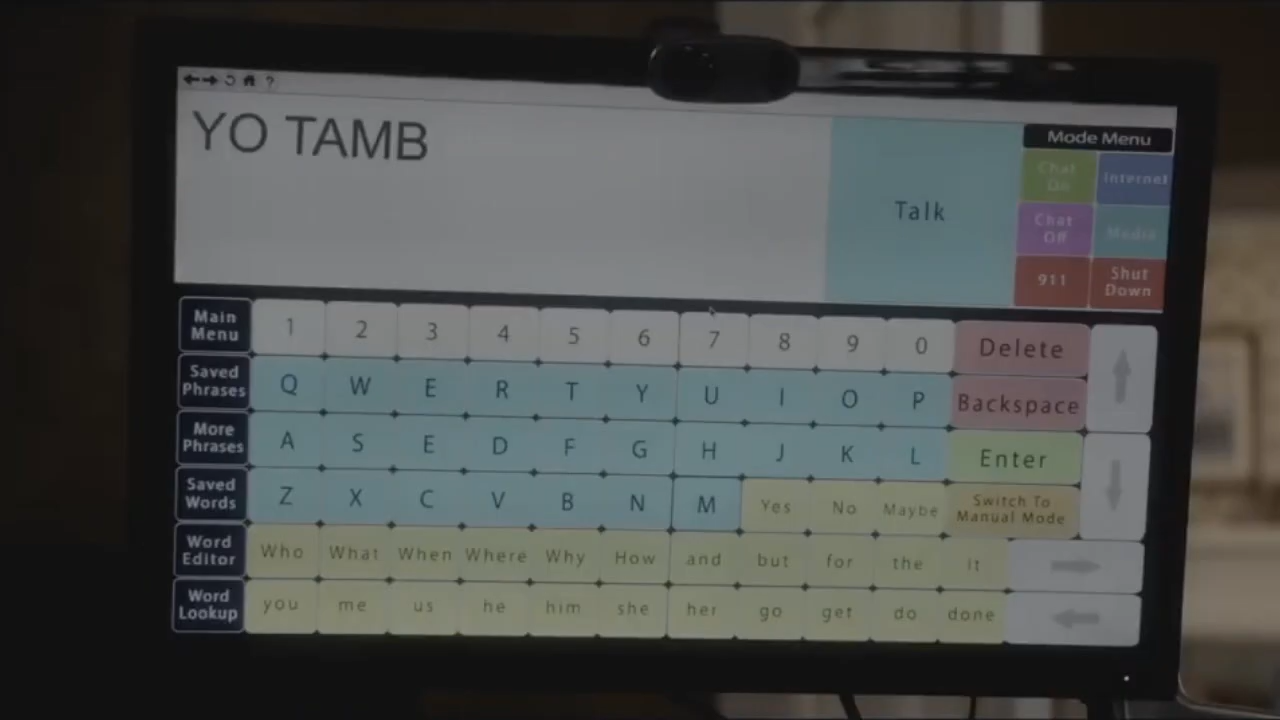 ← → ?
YO TAMB
Talk
Mode Menu
Chat On
Internet
Chat Off
Media
911
Shut Down
Main Menu
1 2 3 4 5 6 7 8 9 0
Delete
Saved Phrases
Q W E R T Y U I O P
Backspace
More Phrases
A S E D F G H J K L
Enter
Saved Words
Z X C V B N M Yes No Maybe
Switch To Manual Mode
Word Editor
Who What When Where Why How and but for the it
Word Lookup
you me us he him she her go get do done